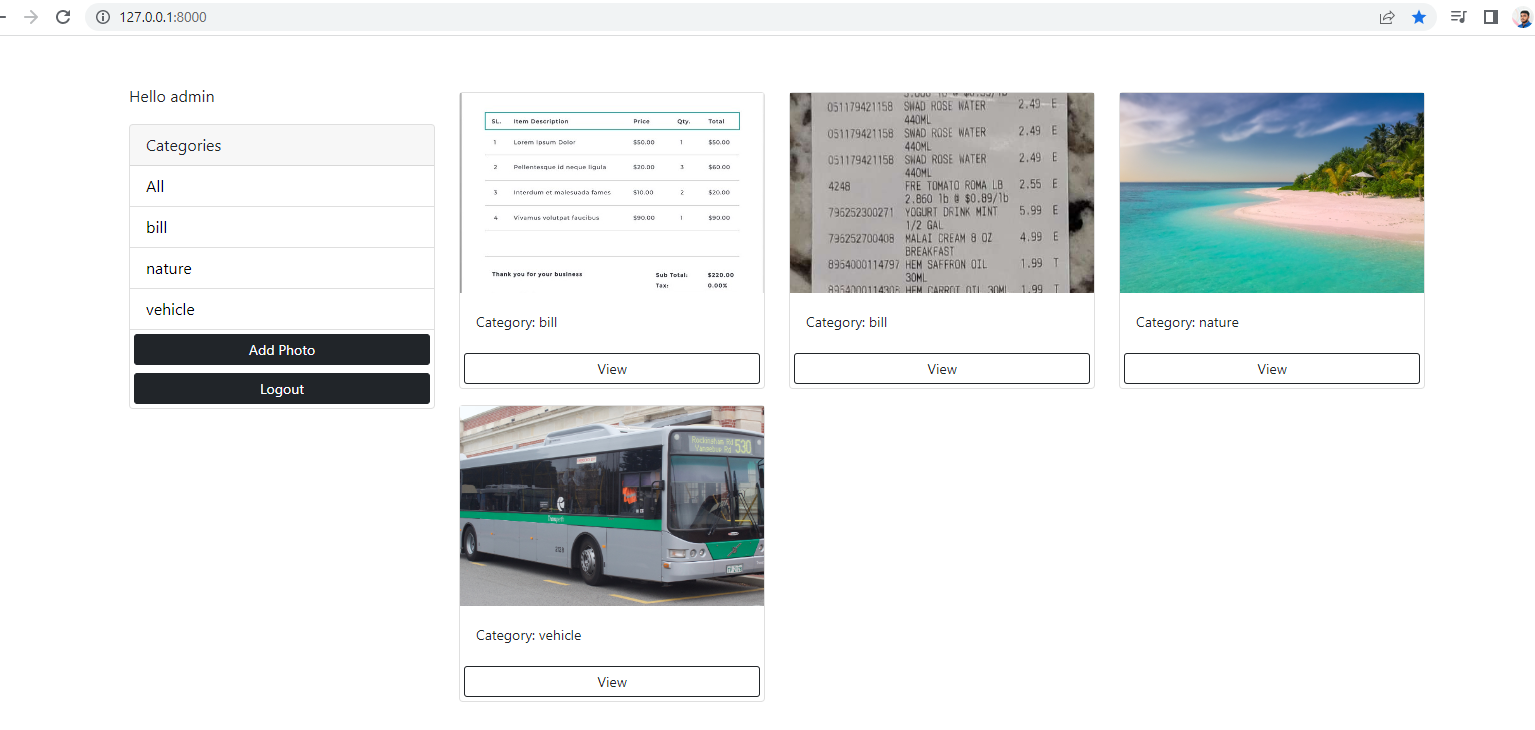 127.0.0.1:8000
Hello admin
Categories
All
bill
nature
vehicle
Add Photo
Logout
SL. Item Description Price Qty. Total
1 Lorem Ipsum Dolor $50.00 1 $50.00
2 Pellentesque id neque ligula $20.00 3 $60.00
3 Interdum et malesuada fames $10.00 2 $20.00
4 Vivamus volutpat faucibus $90.00 1 $90.00
Thank you for your business
Sub Total: $220.00
Tax: 0.00%
Category: bill
View
051179421158 SWAD ROSE WATER 2.49 E
440ML
051179421158 SWAD ROSE WATER 2.49 E
440ML
051179421158 SWAD ROSE WATER 2.49 E
440ML
4248 FRE TOMATO ROMA LB 2.55 E
2.860 lb @ $0.89/lb
796252300271 YOGURT DRINK MINT 5.99 E
1/2 GAL
796252700408 MALAI CREAM 8 OZ 4.99 E
BREAKFAST
8964000114797 HEM SAFFRON OIL 1.99 T
30ML
8964000114305 HEM CARROT OIL 30ML 1.99 T
Category: bill
View
Category: nature
View
Rockingham Rd 530
Category: vehicle
View